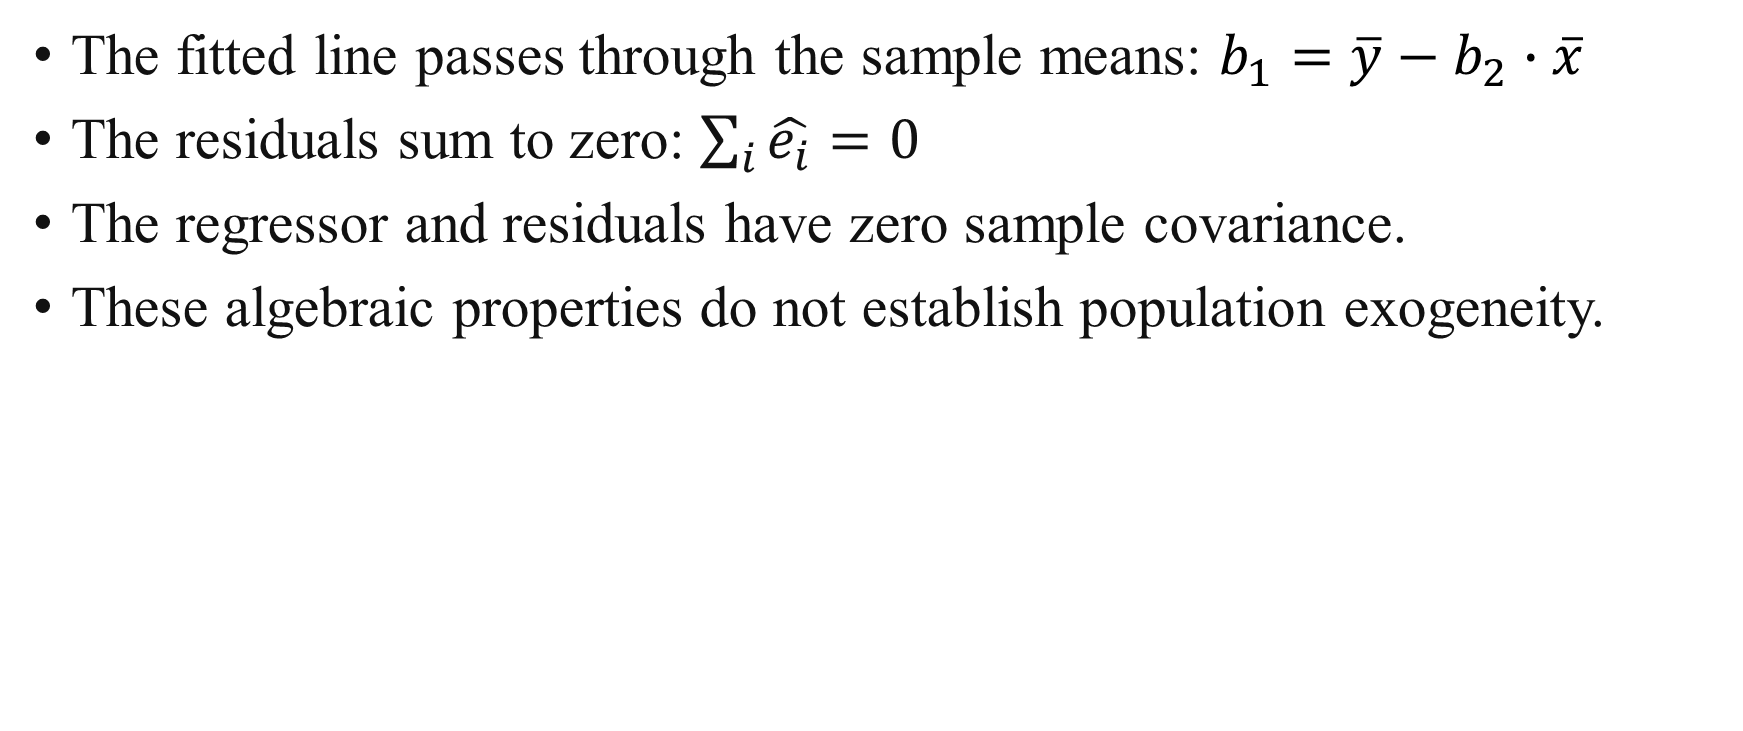 • The fitted line passes through the sample means: b₁ = ȳ − b₂ · x̄
• The residuals sum to zero: ∑ᵢ êᵢ = 0
• The regressor and residuals have zero sample covariance.
• These algebraic properties do not establish population exogeneity.